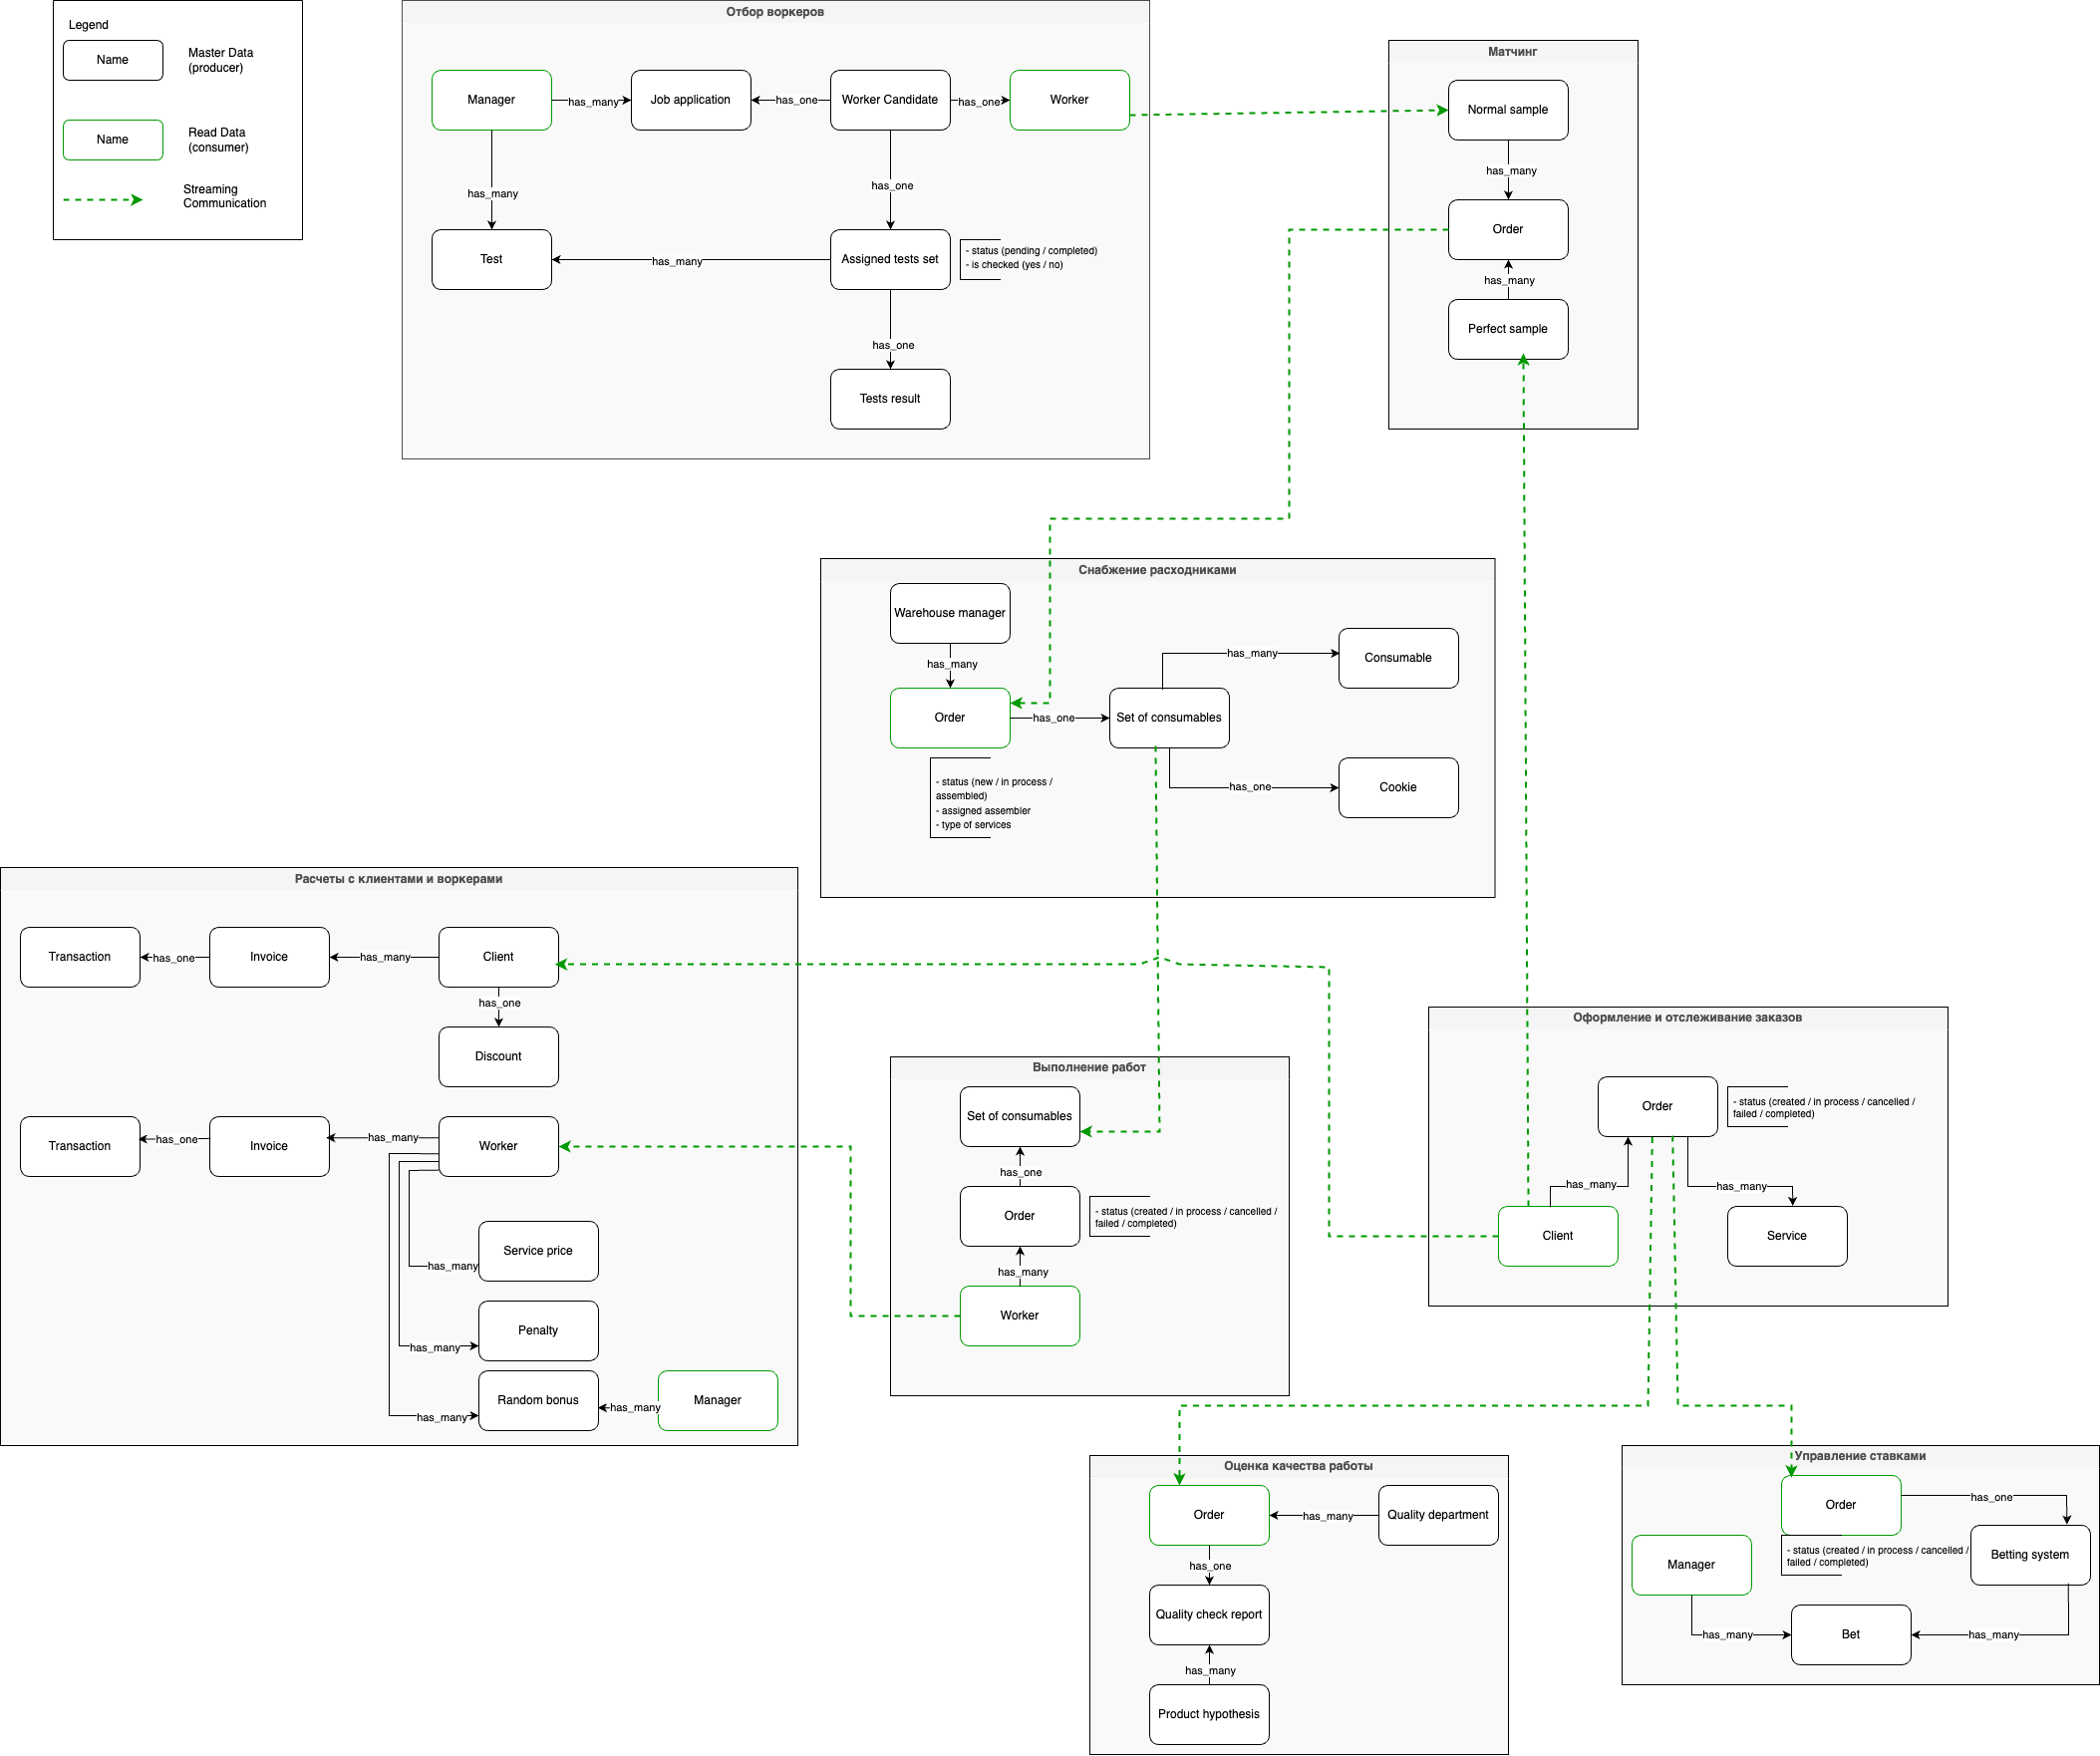 Legend
Name
Master Data
(producer)
Name
Read Data
(consumer)
Streaming
Communication
Отбор воркеров
Manager
has_many
Job application
has_one
Worker Candidate
has_one
Worker
has_many
has_one
Test
has_many
Assigned tests set
- status (pending / completed)
- is checked (yes / no)
has_one
Tests result
Матчинг
Normal sample
has_many
Order
has_many
Perfect sample
Снабжение расходниками
Warehouse manager
has_many
Order
has_one
Set of consumables
has_many
Consumable
has_one
Cookie
- status (new / in process /
assembled)
- assigned assembler
- type of services
Расчеты с клиентами и воркерами
Transaction
has_one
Invoice
has_many
Client
has_one
Discount
Transaction
has_one
Invoice
has_many
Worker
Service price
has_many
Penalty
has_many
Random bonus
has_many
has_many
Manager
Выполнение работ
Set of consumables
has_one
Order
- status (created / in process / cancelled /
failed / completed)
has_many
Worker
Оформление и отслеживание заказов
Order
- status (created / in process / cancelled /
failed / completed)
has_many
has_many
Client
Service
Оценка качества работы
Order
has_many
Quality department
has_one
Quality check report
has_many
Product hypothesis
Управление ставками
Order
has_one
- status (created / in process / cancelled /
failed / completed)
Betting system
Manager
has_many
Bet
has_many